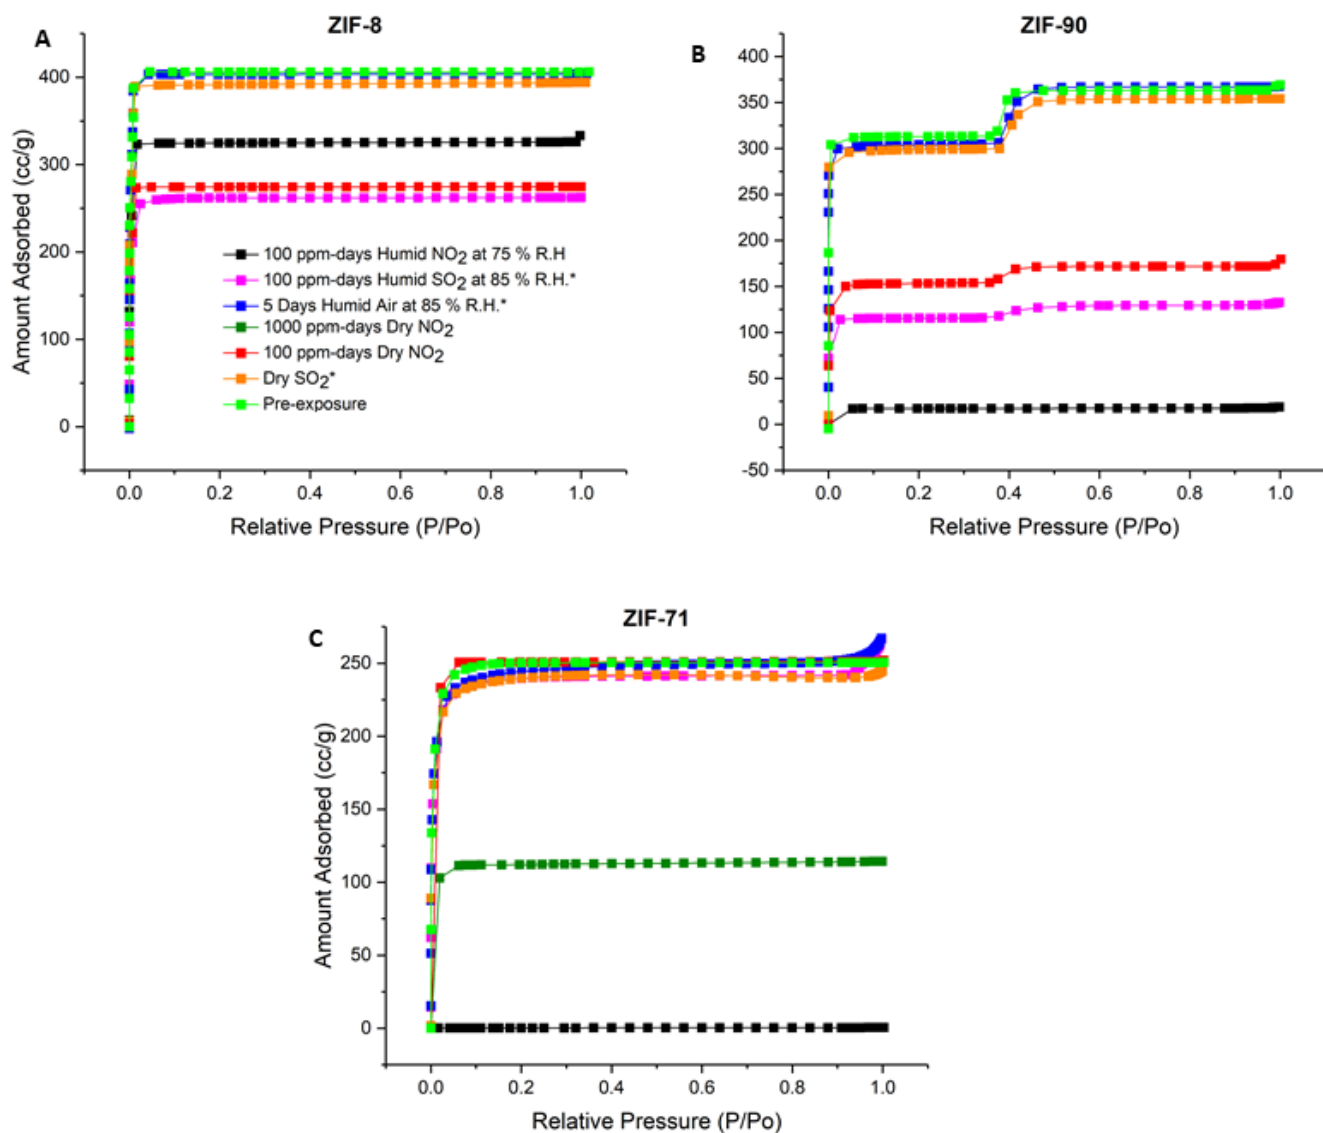 A
ZIF-8
400
300
200
100
0
Amount Adsorbed (cc/g)
100 ppm-days Humid NO2 at 75 % R.H
100 ppm-days Humid SO2 at 85 % R.H.*
5 Days Humid Air at 85 % R.H.*
1000 ppm-days Dry NO2
100 ppm-days Dry NO2
Dry SO2*
Pre-exposure
0.0 0.2 0.4 0.6 0.8 1.0
Relative Pressure (P/Po)
B
ZIF-90
400
350
300
250
200
150
100
50
0
-50
Amount Adsorbed (cc/g)
0.0 0.2 0.4 0.6 0.8 1.0
Relative Pressure (P/Po)
C
ZIF-71
250
200
150
100
50
0
Amount Adsorbed (cc/g)
0.0 0.2 0.4 0.6 0.8 1.0
Relative Pressure (P/Po)